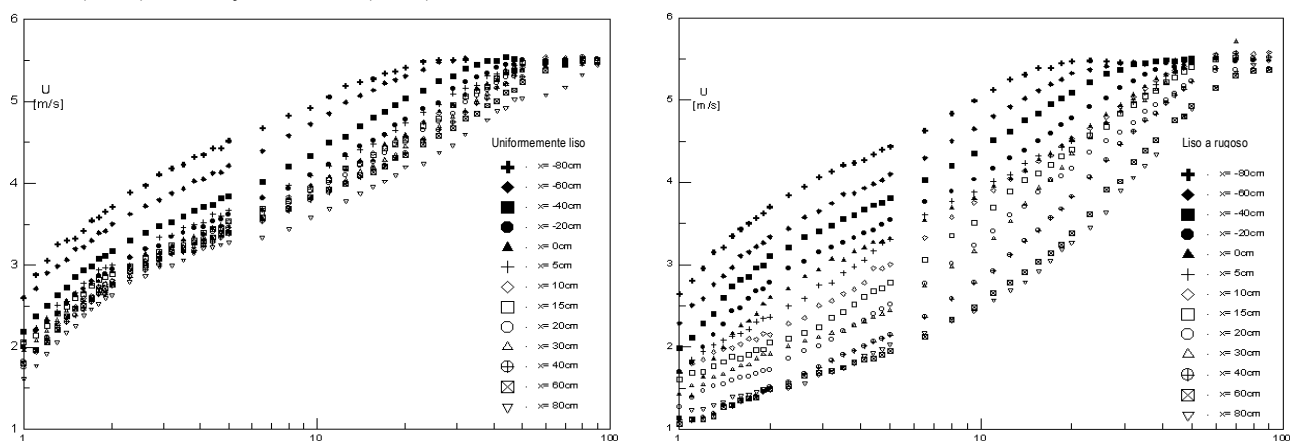 6
5
4
3
2
1
U
[m/s]
Uniformemente liso
x= -80cm
x= -60cm
x= -40cm
x= -20cm
x= 0cm
x= 5cm
x= 10cm
x= 15cm
x= 20cm
x= 30cm
x= 40cm
x= 60cm
x= 80cm
1
10
100
6
5
4
3
2
1
U
[m/s]
Liso a rugoso
x= -80cm
x= -60cm
x= -40cm
x= -20cm
x= 0cm
x= 5cm
x= 10cm
x= 15cm
x= 20cm
x= 30cm
x= 40cm
x= 60cm
x= 80cm
1
10
100